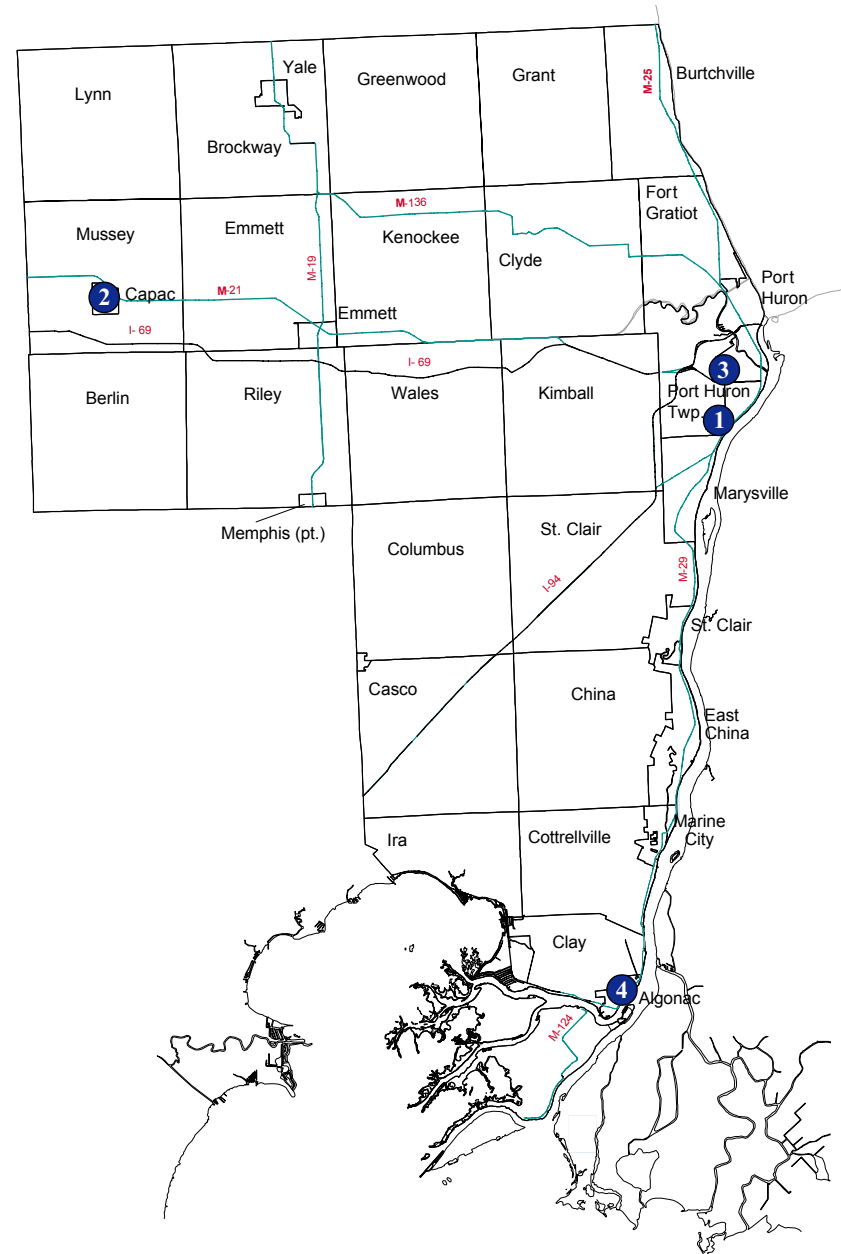 Lynn
Yale
Brockway
Greenwood
Grant
M-25
Burtchville
Mussey
Emmett
M-19
M-136
Kenockee
Clyde
Fort
Gratiot
2
Capac
M-21
Emmett
Port
Huron
I- 69
I- 69
3
Berlin
Riley
Wales
Kimball
Port Huron
Twp.
1
Memphis (pt.)
Marysville
Columbus
St. Clair
I-94
M-29
St. Clair
Casco
China
East
China
Ira
Cottrellville
Marine
City
Clay
4
Algonac
M-124